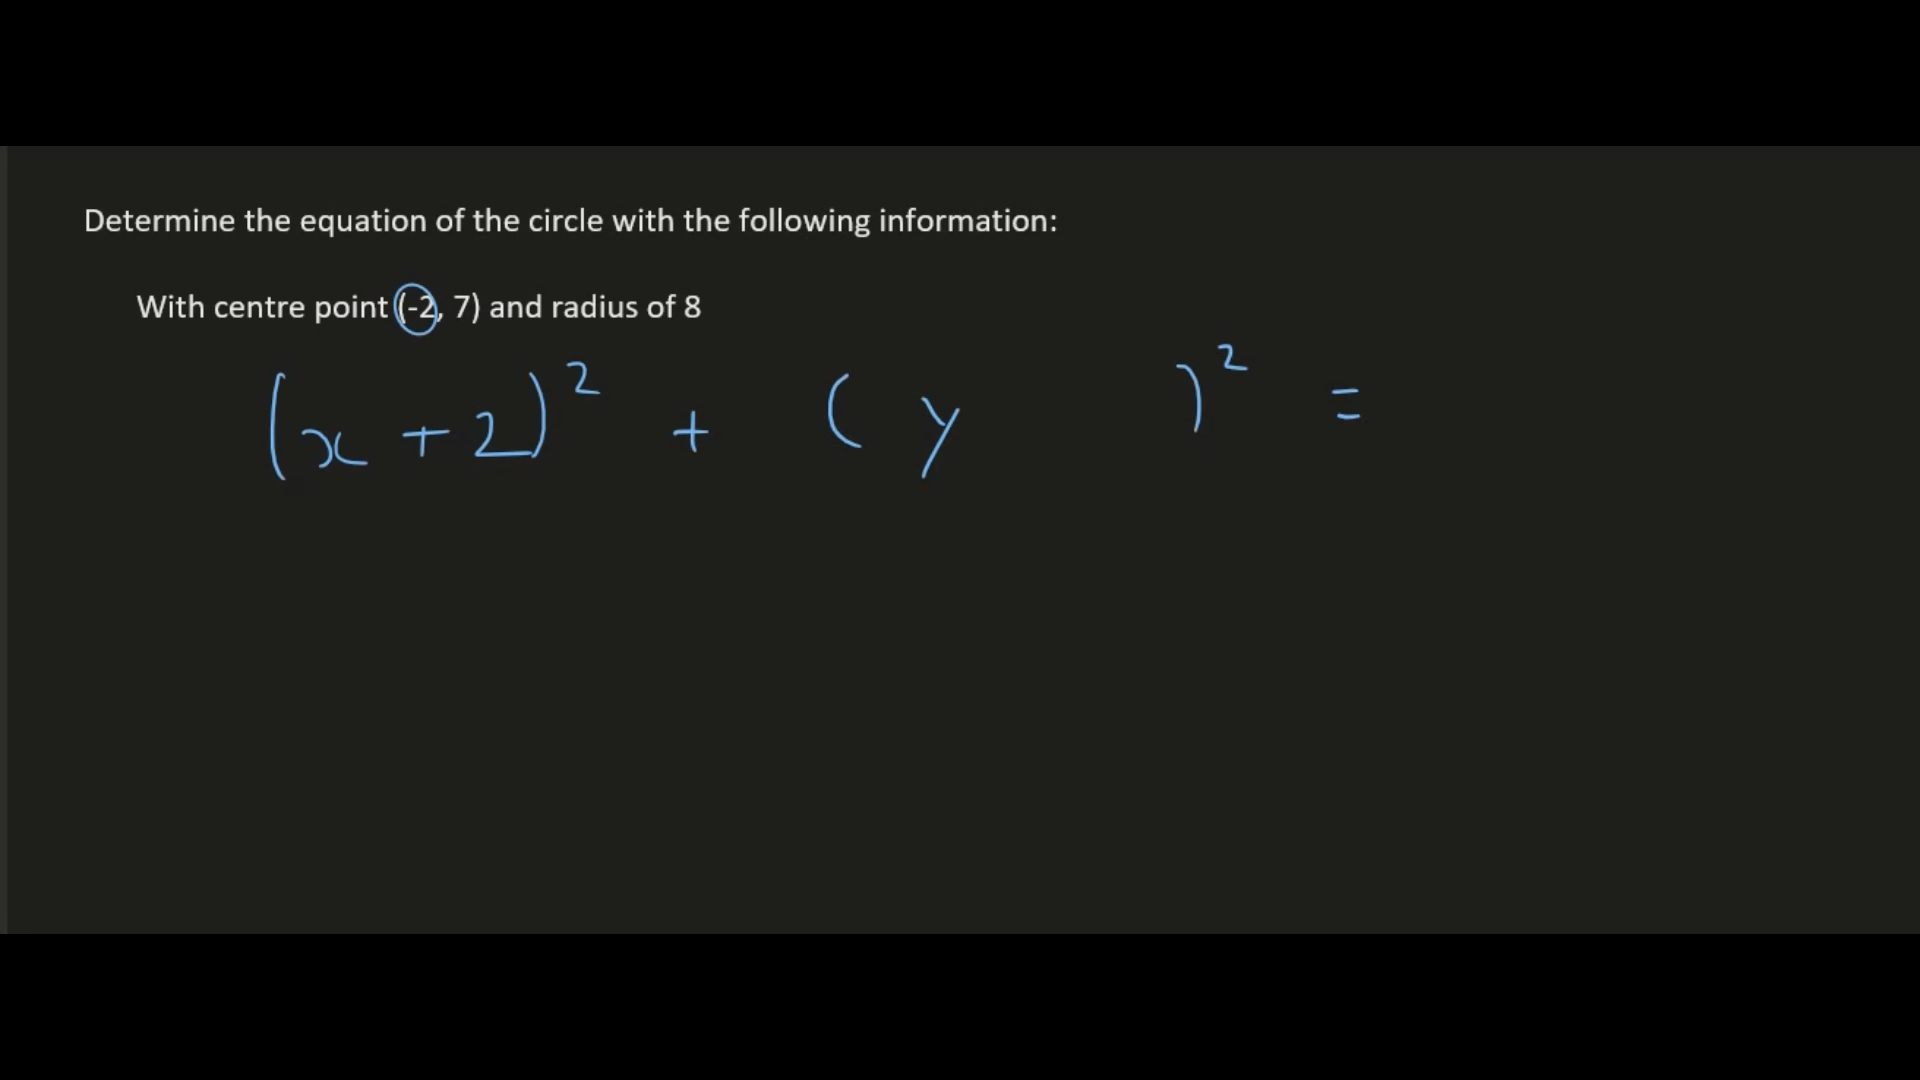 Determine the equation of the circle with the following information:
With centre point (-2, 7) and radius of 8
(x + 2)² + ( y )² =